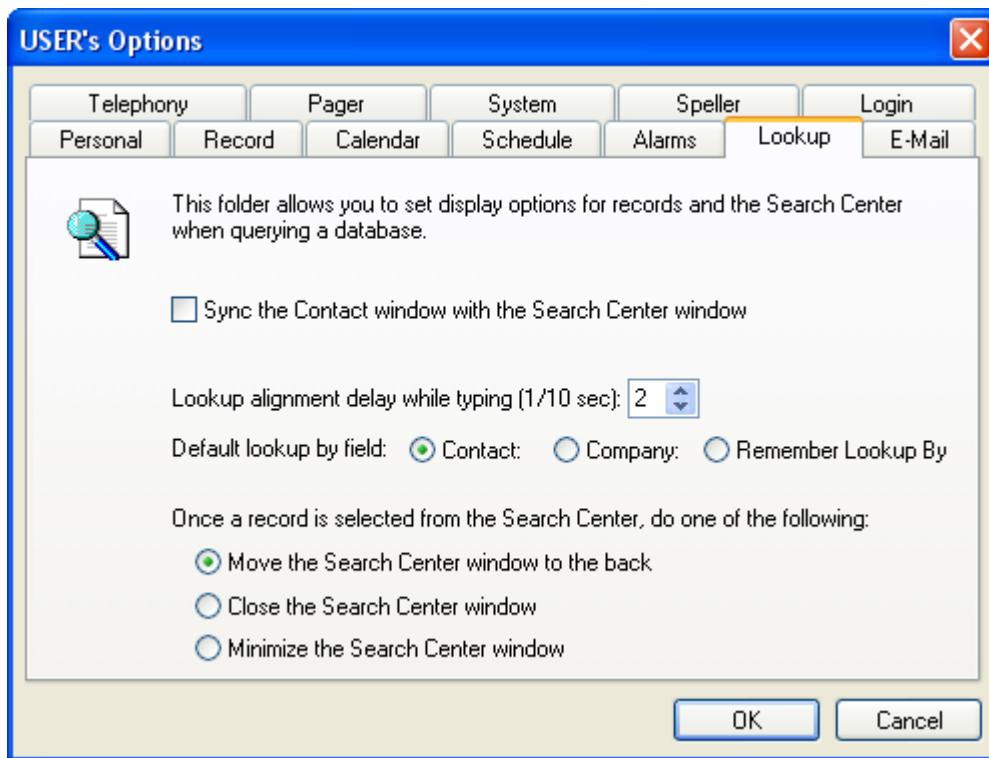 USER's Options
Telephony Pager System Speller Login
Personal Record Calendar Schedule Alarms Lookup E-Mail
This folder allows you to set display options for records and the Search Center
when querying a database.
Sync the Contact window with the Search Center window
Lookup alignment delay while typing (1/10 sec): 2
Default lookup by field: Contact: Company: Remember Lookup By
Once a record is selected from the Search Center, do one of the following:
Move the Search Center window to the back
Close the Search Center window
Minimize the Search Center window
OK Cancel